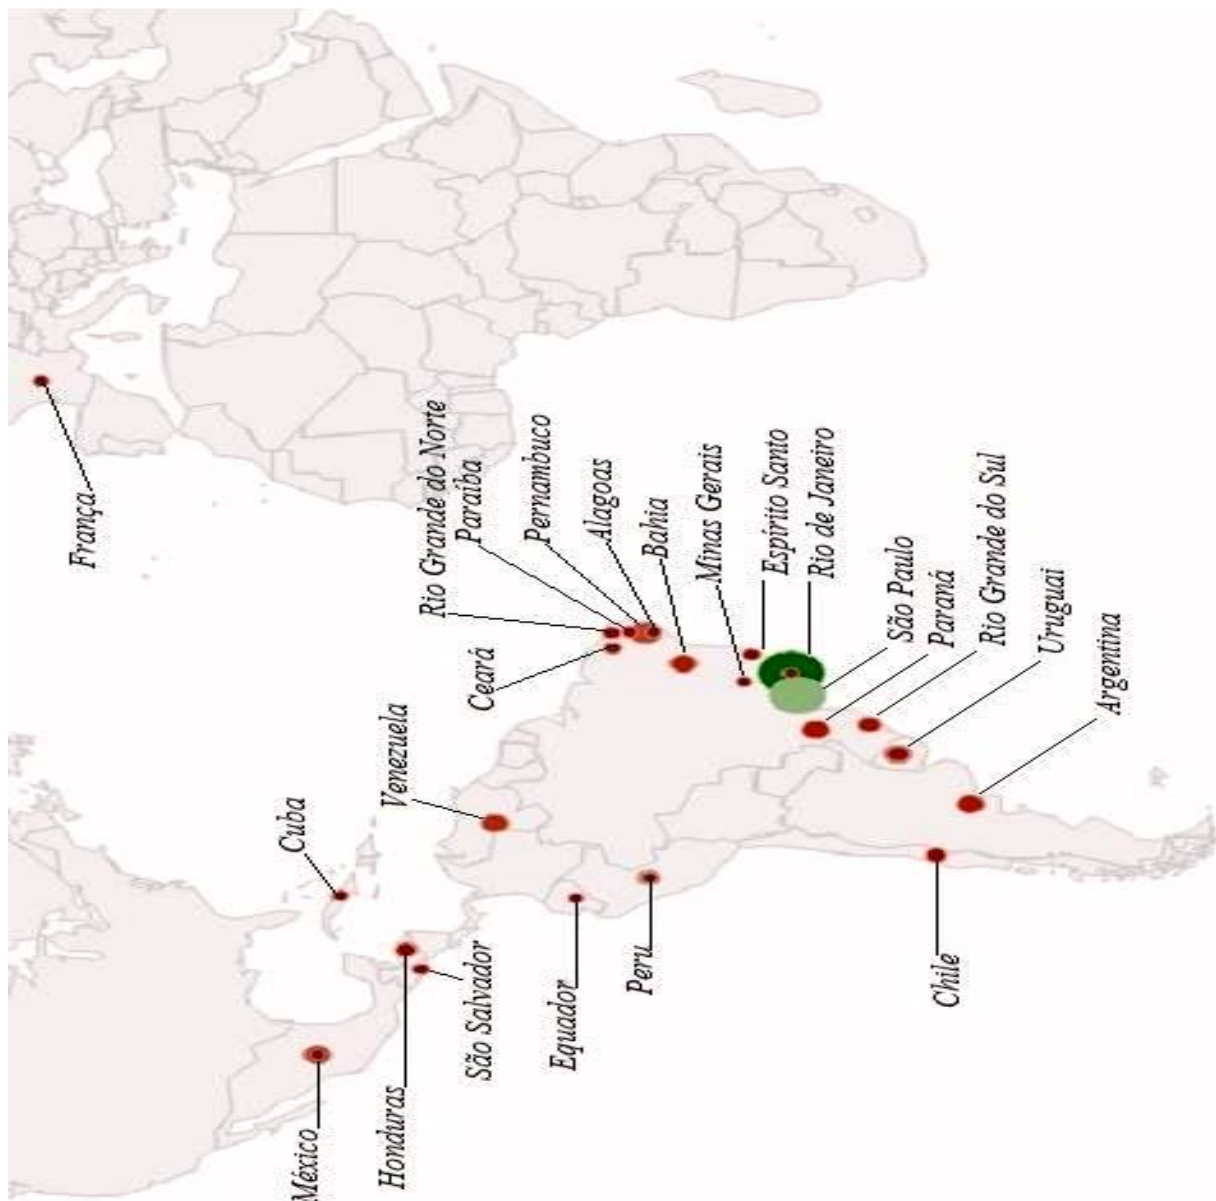 França
Rio Grande do Norte
Paraíba
Pernambuco
Alagoas
Bahia
Minas Gerais
Espírito Santo
Rio de Janeiro
São Paulo
Paraná
Rio Grande do Sul
Uruguai
Argentina
Ceará
Venezuela
Cuba
São Salvador
Equador
Peru
Chile
Honduras
México